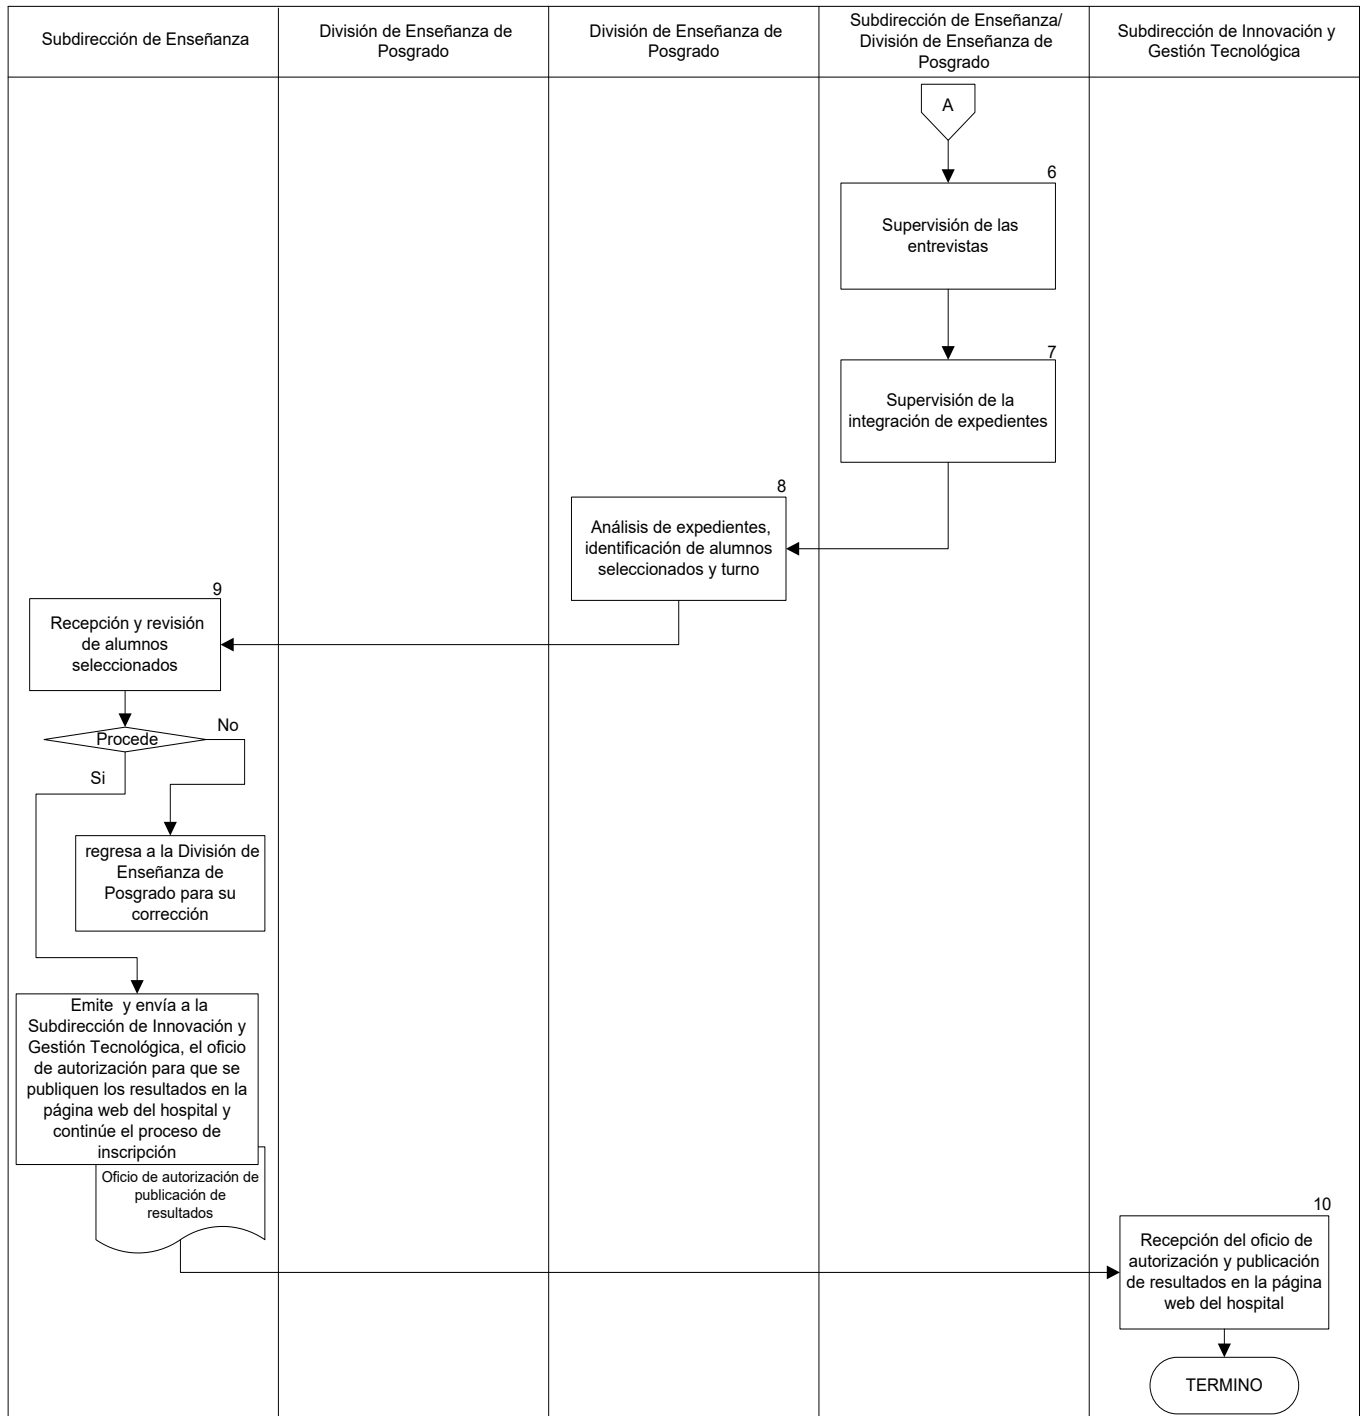 Subdirección de Enseñanza
División de Enseñanza de
Posgrado
División de Enseñanza de
Posgrado
Subdirección de Enseñanza/
División de Enseñanza de
Posgrado
Subdirección de Innovación y
Gestión Tecnológica
A
6
Supervisión de las
entrevistas
7
Supervisión de la
integración de expedientes
8
Análisis de expedientes,
identificación de alumnos
seleccionados y turno
9
Recepción y revisión
de alumnos
seleccionados
Procede
No
Si
regresa a la División de
Enseñanza de
Posgrado para su
corrección
Emite y envía a la
Subdirección de Innovación y
Gestión Tecnológica, el oficio
de autorización para que se
publiquen los resultados en la
página web del hospital y
continúe el proceso de
inscripción
Oficio de autorización de
publicación de
resultados
10
Recepción del oficio de
autorización y publicación
de resultados en la página
web del hospital
TERMINO